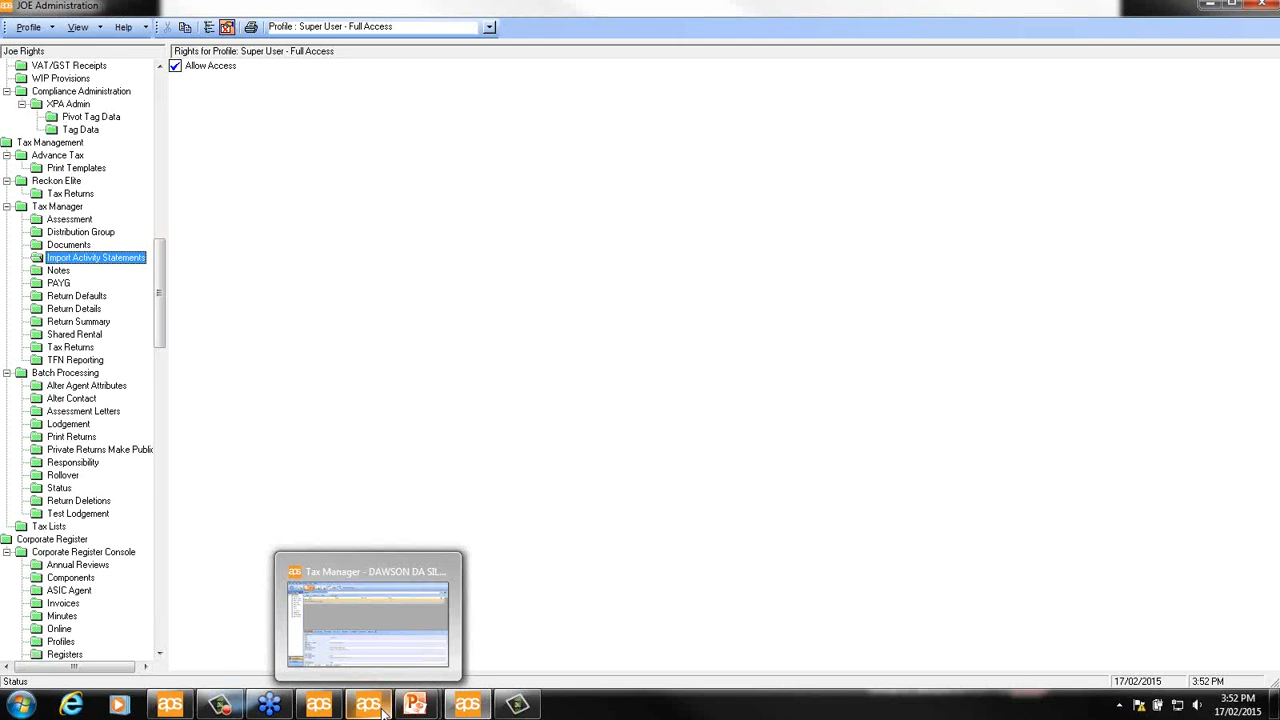 aps JOE Administration
Profile View Help Profile : Super User - Full Access
Joe Rights
Rights for Profile: Super User - Full Access
Allow Access
VAT/GST Receipts
WIP Provisions
Compliance Administration
XPA Admin
Pivot Tag Data
Tag Data
Tax Management
Advance Tax
Print Templates
Reckon Elite
Tax Returns
Tax Manager
Assessment
Distribution Group
Documents
Import Activity Statements
Notes
PAYG
Return Defaults
Return Details
Return Summary
Shared Rental
Tax Returns
TFN Reporting
Batch Processing
Alter Agent Attributes
Alter Contact
Assessment Letters
Lodgement
Print Returns
Private Returns Make Public
Responsibility
Rollover
Status
Return Deletions
Test Lodgement
Tax Lists
Corporate Register
Corporate Register Console
Annual Reviews
Components
ASIC Agent
Invoices
Minutes
Online
Profiles
Registers
aps Tax Manager - DAWSON DA SIL...
Status
17/02/2015 3:52 PM
aps
aps
aps
aps
3:52 PM
17/02/2015